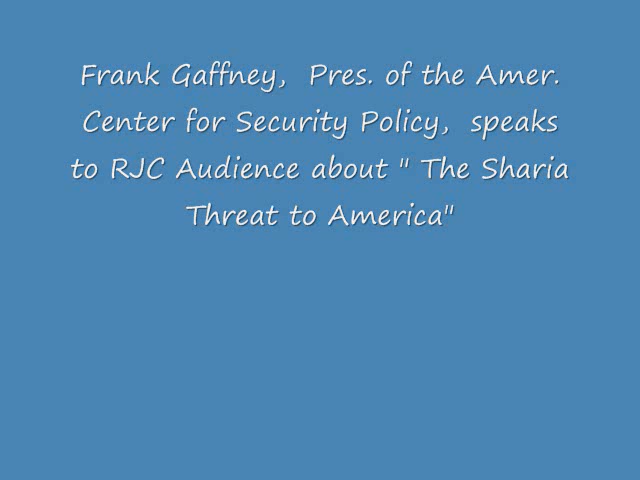 Frank Gaffney, Pres. of the Amer.
Center for Security Policy, speaks
to RJC Audience about " The Sharia
Threat to America"